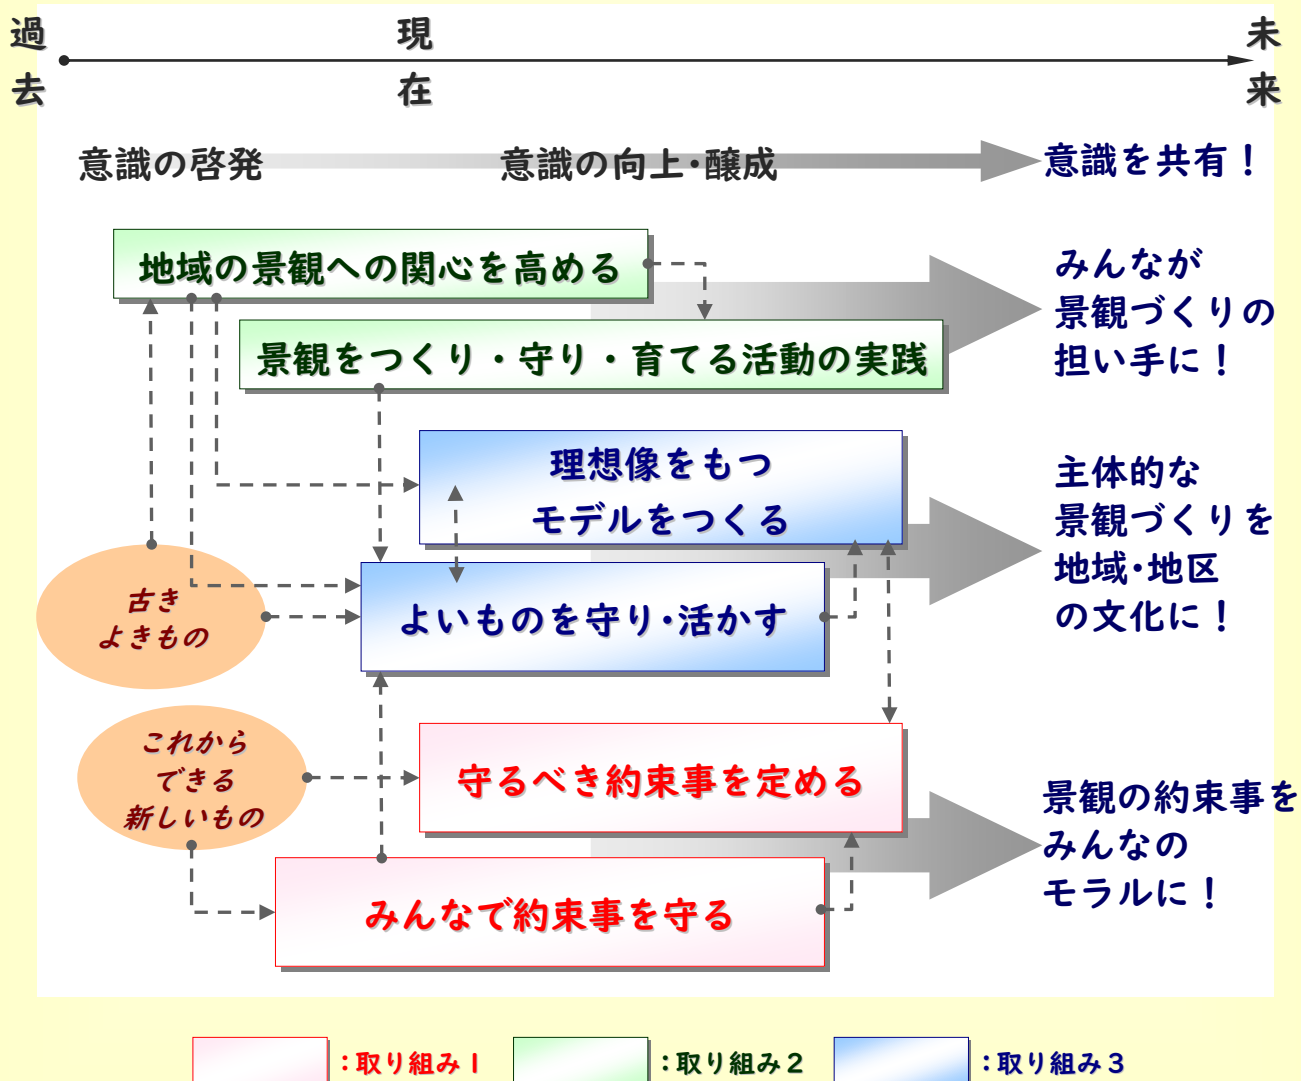 過去
現在
未来
意識の啓発
意識の向上・醸成
意識を共有！
地域の景観への関心を高める
景観をつくり・守り・育てる活動の実践
みんなが
景観づくりの
担い手に！
理想像をもつ
モデルをつくる
よいものを守り・活かす
主体的な
景観づくりを
地域・地区
の文化に！
古き
よきもの
これから
できる
新しいもの
守るべき約束事を定める
みんなで約束事を守る
景観の約束事を
みんなの
モラルに！
：取り組み１
：取り組み２
：取り組み３